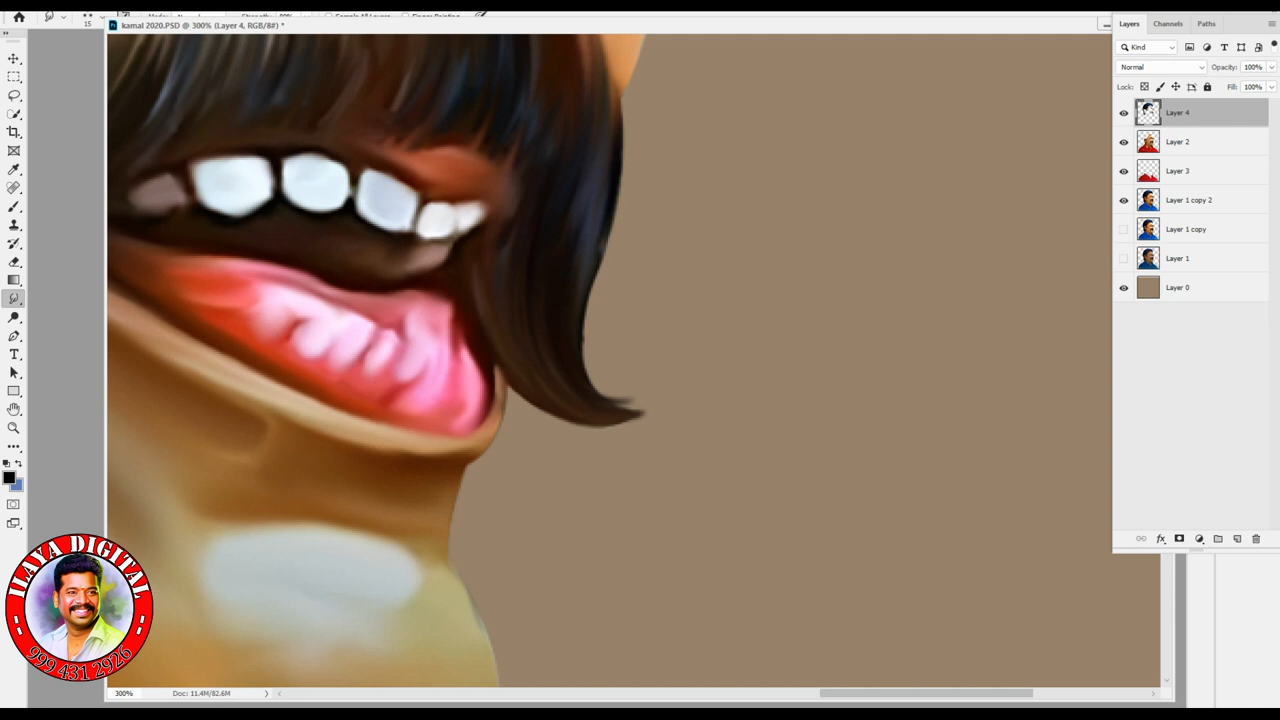 15
kamal 2020.PSD @ 300% (Layer 4, RGB/8#) *
Layers Channels Paths
Kind
Normal Opacity: 100%
Lock: Fill: 100%
Layer 4
Layer 2
Layer 3
Layer 1 copy 2
Layer 1 copy
Layer 1
Layer 0
fx
ILAYA DIGITAL
999 431 2926
300% Doc: 11.4M/82.6M